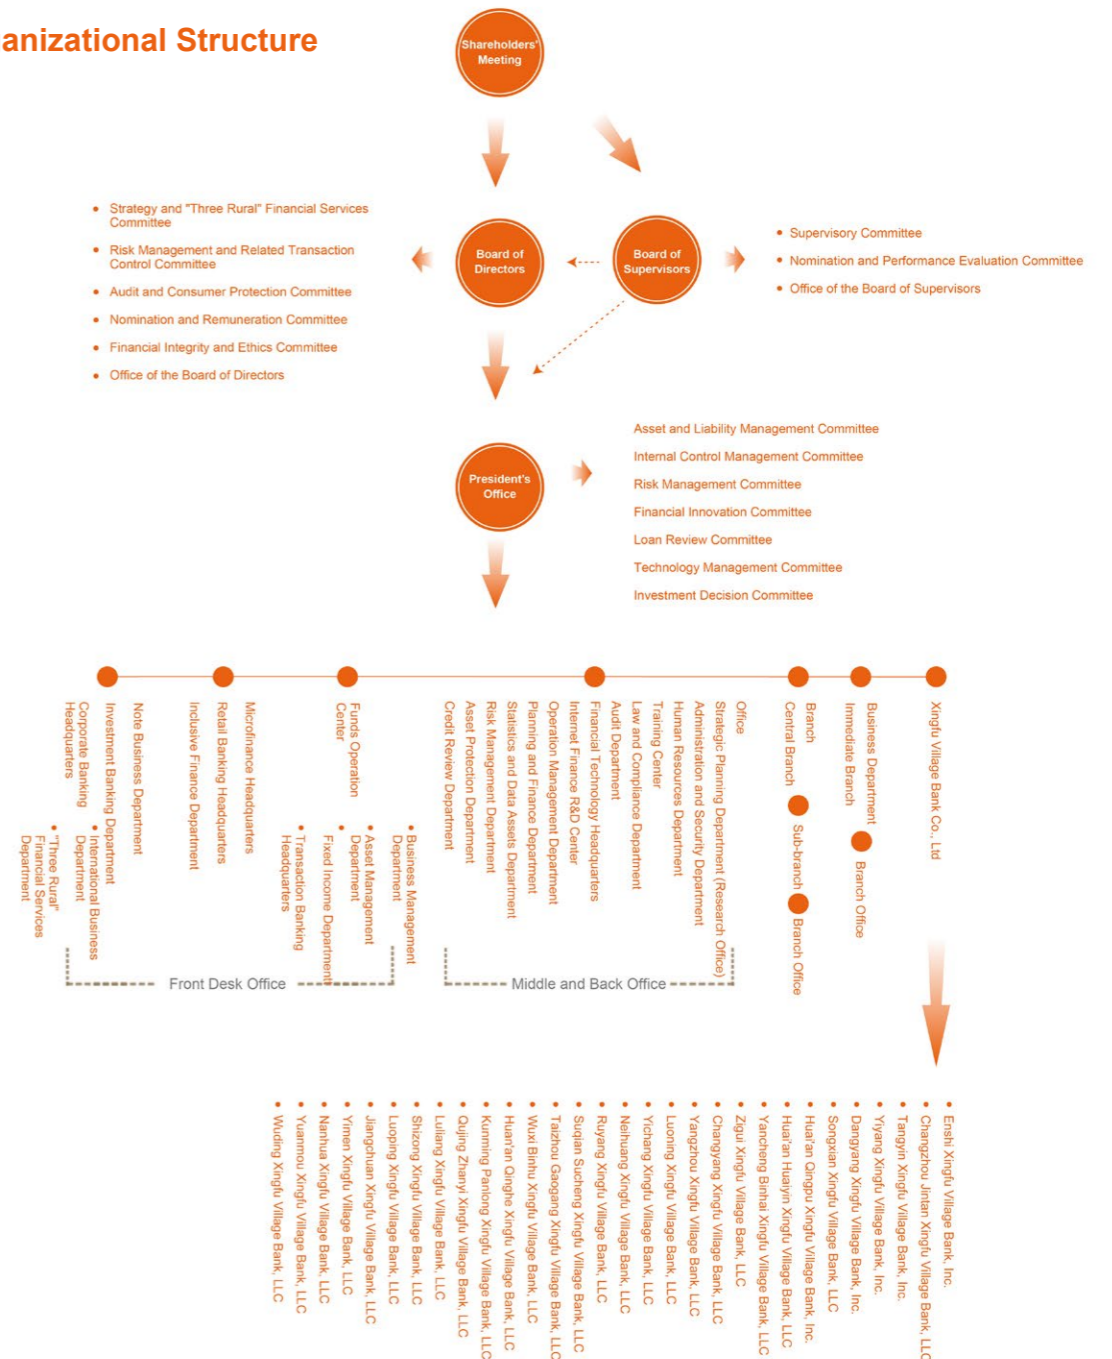 anizational Structure
Shareholders'
Meeting
Strategy and "Three Rural" Financial Services
Committee
Risk Management and Related Transaction
Control Committee
Audit and Consumer Protection Committee
Nomination and Remuneration Committee
Financial Integrity and Ethics Committee
Office of the Board of Directors
Board of
Directors
Board of
Supervisors
Supervisory Committee
Nomination and Performance Evaluation Committee
Office of the Board of Supervisors
President's
Office
Asset and Liability Management Committee
Internal Control Management Committee
Risk Management Committee
Financial Innovation Committee
Loan Review Committee
Technology Management Committee
Investment Decision Committee
Corporate Banking
Headquarters
Investment Banking Department
Note Business Department
"Three Rural"
Financial Services
Department
International Business
Department
Inclusive Finance Department
Retail Banking Headquarters
Microfinance Headquarters
Funds Operation
Center
Transaction Banking
Headquarters
Fixed Income Department
Asset Management
Department
Business Management
Department
Front Desk Office
Credit Review Department
Asset Protection Department
Risk Management Department
Statistics and Data Assets Department
Planning and Finance Department
Operation Management Department
Internet Finance R&D Center
Financial Technology Headquarters
Audit Department
Law and Compliance Department
Training Center
Human Resources Department
Administration and Security Department
Strategic Planning Department (Research Office)
Office
Middle and Back Office
Central Branch
Branch
Sub-branch
Branch Office
Immediate Branch
Business Department
Branch Office
Xingfu Village Bank Co., Ltd
Wuding Xingfu Village Bank, LLC
Yuanmou Xingfu Village Bank, LLC
Nanhua Xingfu Village Bank, LLC
Yimen Xingfu Village Bank, LLC
Jiangchuan Xingfu Village Bank, LLC
Luoping Xingfu Village Bank, LLC
Shizong Xingfu Village Bank, LLC
Luliang Xingfu Village Bank, LLC
Qujing Zhanyi Xingfu Village Bank, LLC
Kunming Panlong Xingfu Village Bank, LLC
Huan'an Qinghe Xingfu Village Bank, LLC
Wuxi Binhu Xingfu Village Bank, LLC
Taizhou Gaogang Xingfu Village Bank, LLC
Suqian Sucheng Xingfu Village Bank, LLC
Ruyang Xingfu Village Bank, LLC
Neihuang Xingfu Village Bank, LLC
Yichang Xingfu Village Bank, LLC
Luoning Xingfu Village Bank, LLC
Yangzhou Xingfu Village Bank, LLC
Changyang Xingfu Village Bank, LLC
Zigui Xingfu Village Bank, LLC
Yancheng Binhai Xingfu Village Bank, LLC
Huai'an Huaiyin Xingfu Village Bank, LLC
Huai'an Qingpu Xingfu Village Bank, Inc.
Songxian Xingfu Village Bank, LLC
Dangyang Xingfu Village Bank, Inc.
Yiyang Xingfu Village Bank, Inc.
Tangyin Xingfu Village Bank, Inc.
Changzhou Jintan Xingfu Village Bank, LLC
Enshi Xingfu Village Bank, Inc.